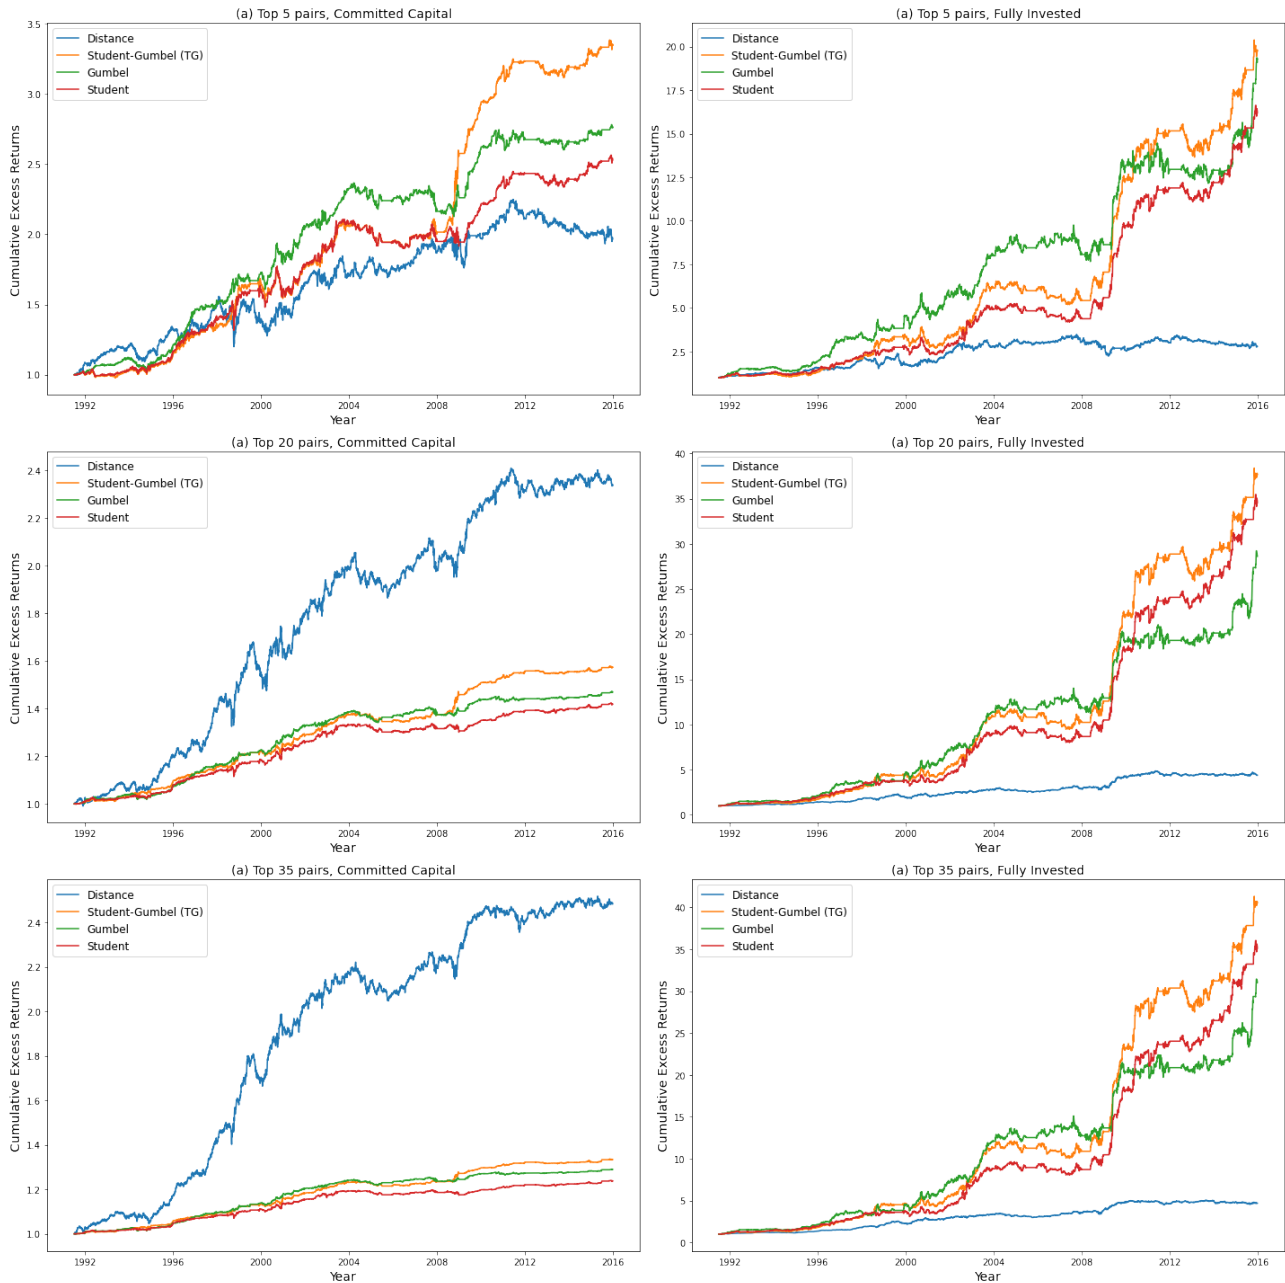 (a) Top 5 pairs, Committed Capital
Cumulative Excess Returns
3.5
3.0
2.5
2.0
1.5
1.0
Distance
Student-Gumbel (TG)
Gumbel
Student
1992 1996 2000 2004 2008 2012 2016
Year
(a) Top 5 pairs, Fully Invested
Cumulative Excess Returns
20 0
17.5
15 0
12.5
10.0
7.5
5.0
2.5
Distance
Student-Gumbel (TG)
Gumbel
Student
1992 1996 2000 2004 2008 2012 2016
Year
(a) Top 20 pairs, Committed Capital
Cumulative Excess Returns
2.4
2.2
2.0
1.8
1.6
1.4
1.2
1.0
Distance
Student-Gumbel (TG)
Gumbel
Student
1992 1996 2000 2004 2008 2012 2016
Year
(a) Top 20 pairs, Fully Invested
Cumulative Excess Returns
40
35
30
25
20
15
10
5
0
Distance
Student-Gumbel (TG)
Gumbel
Student
1992 1996 2000 2004 2008 2012 2016
Year
(a) Top 35 pairs, Committed Capital
Cumulative Excess Returns
2.4
2.2
2.0
1.8
1.6
1.4
1.2
1.0
Distance
Student-Gumbel (TG)
Gumbel
Student
1992 1996 2000 2004 2008 2012 2016
Year
(a) Top 35 pairs, Fully Invested
Cumulative Excess Returns
40
35
30
25
20
15
10
5
0
Distance
Student-Gumbel (TG)
Gumbel
Student
1992 1996 2000 2004 2008 2012 2016
Year